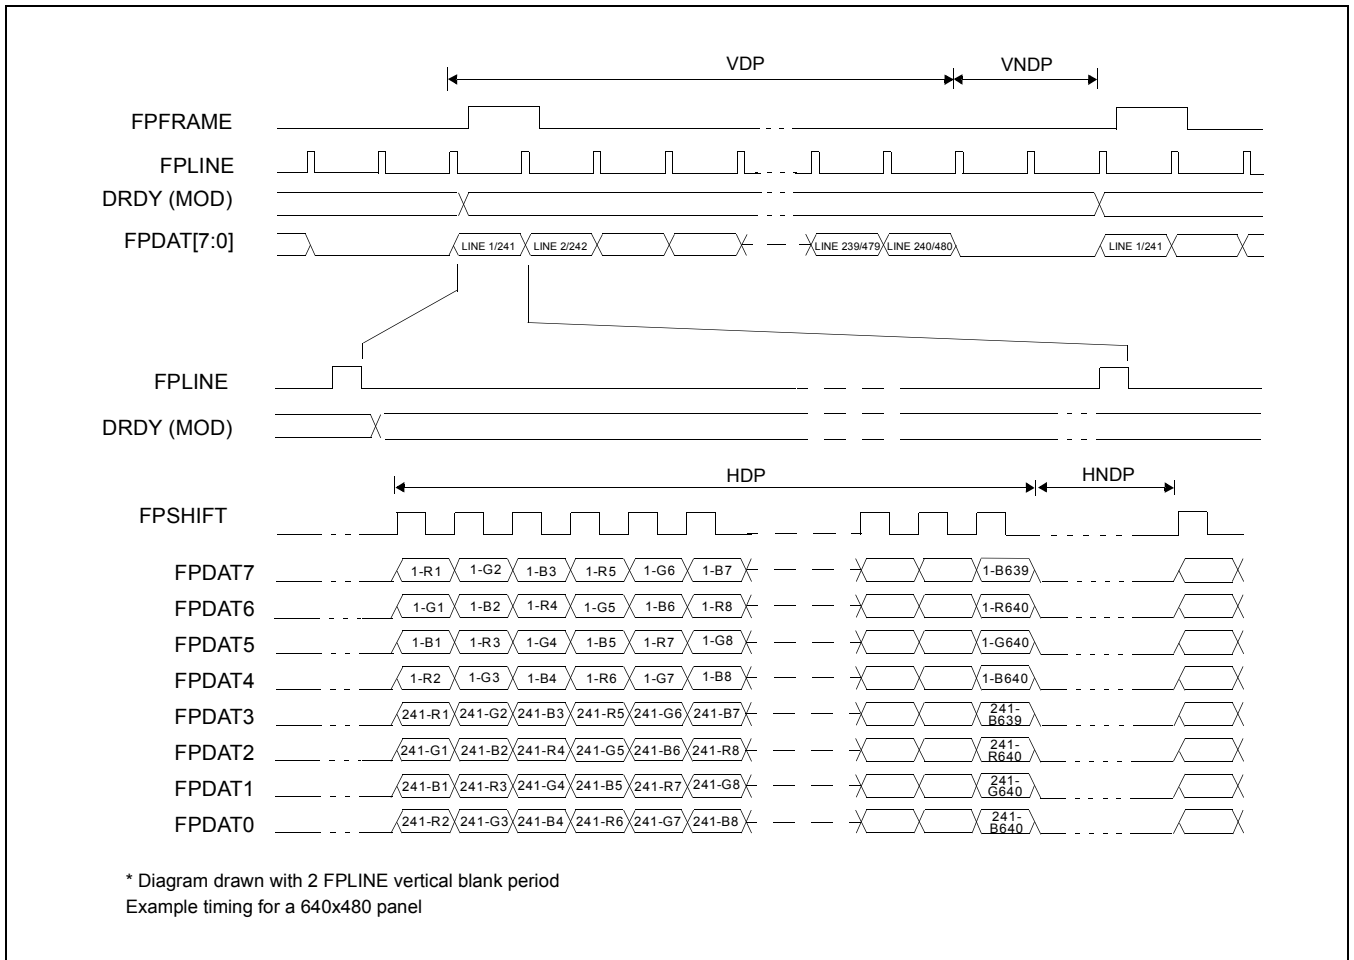 VDP VNDP
FPFRAME
FPLINE
DRDY (MOD)
FPDAT[7:0] LINE 1/241 LINE 2/242 LINE 239/479 LINE 240/480 LINE 1/241
FPLINE
DRDY (MOD)
HDP HNDP
FPSHIFT
FPDAT7 1-R1 1-G2 1-B3 1-R5 1-G6 1-B7 1-B639
FPDAT6 1-G1 1-B2 1-R4 1-G5 1-B6 1-R8 1-R640
FPDAT5 1-B1 1-R3 1-G4 1-B5 1-R7 1-G8 1-G640
FPDAT4 1-R2 1-G3 1-B4 1-R6 1-G7 1-B8 1-B640
FPDAT3 241-R1 241-G2 241-B3 241-R5 241-G6 241-B7 241-B639
FPDAT2 241-G1 241-B2 241-R4 241-G5 241-B6 241-R8 241-R640
FPDAT1 241-B1 241-R3 241-G4 241-B5 241-R7 241-G8 241-G640
FPDAT0 241-R2 241-G3 241-B4 241-R6 241-G7 241-B8 241-B640
* Diagram drawn with 2 FPLINE vertical blank period
Example timing for a 640x480 panel